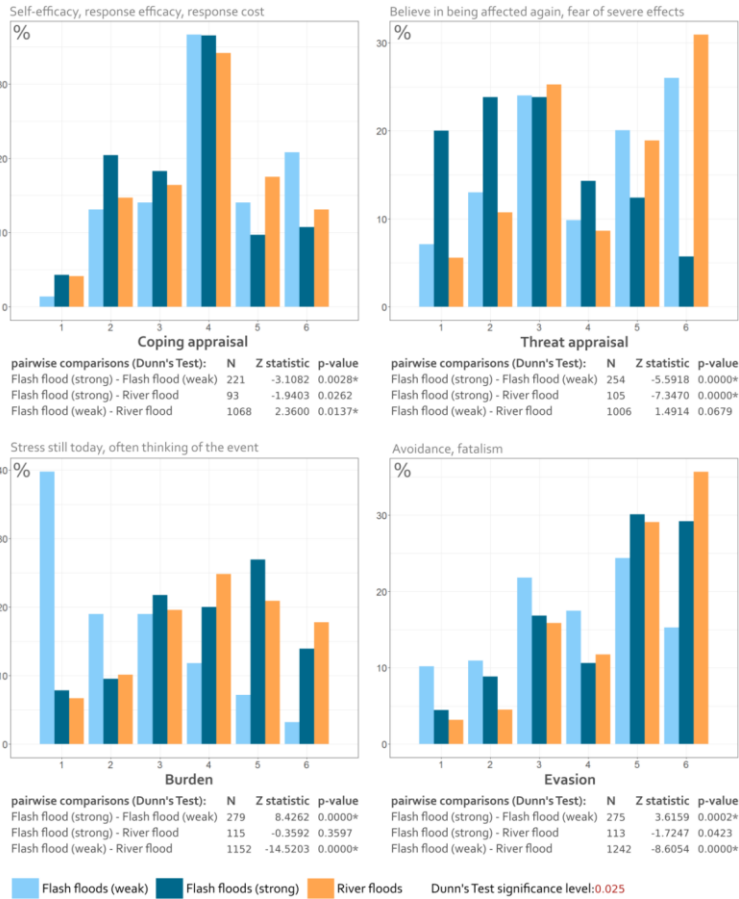 Self-efficacy, response efficacy, response cost
%
30
20
10
0
1 2 3 4 5 6
Coping appraisal
pairwise comparisons (Dunn's Test): N Z statistic p-value
Flash flood (strong) - Flash flood (weak) 221 -3.1082 0.0028*
Flash flood (strong) - River flood 93 -1.9403 0.0262
Flash flood (weak) - River flood 1068 2.3600 0.0137*
Believe in being affected again, fear of severe effects
%
30
20
10
0
1 2 3 4 5 6
Threat appraisal
pairwise comparisons (Dunn's Test): N Z statistic p-value
Flash flood (strong) - Flash flood (weak) 254 -5.5918 0.0000*
Flash flood (strong) - River flood 105 -7.3470 0.0000*
Flash flood (weak) - River flood 1006 1.4914 0.0679
Stress still today, often thinking of the event
%
40
30
20
10
0
1 2 3 4 5 6
Burden
pairwise comparisons (Dunn's Test): N Z statistic p-value
Flash flood (strong) - Flash flood (weak) 279 8.4262 0.0000*
Flash flood (strong) - River flood 115 -0.3592 0.3597
Flash flood (weak) - River flood 1152 -14.5203 0.0000*
Avoidance, fatalism
%
30
20
10
0
1 2 3 4 5 6
Evasion
pairwise comparisons (Dunn's Test): N Z statistic p-value
Flash flood (strong) - Flash flood (weak) 275 3.6159 0.0002*
Flash flood (strong) - River flood 113 -1.7247 0.0423
Flash flood (weak) - River flood 1242 -8.6054 0.0000*
Flash floods (weak) Flash floods (strong) River floods Dunn's Test significance level:0.025